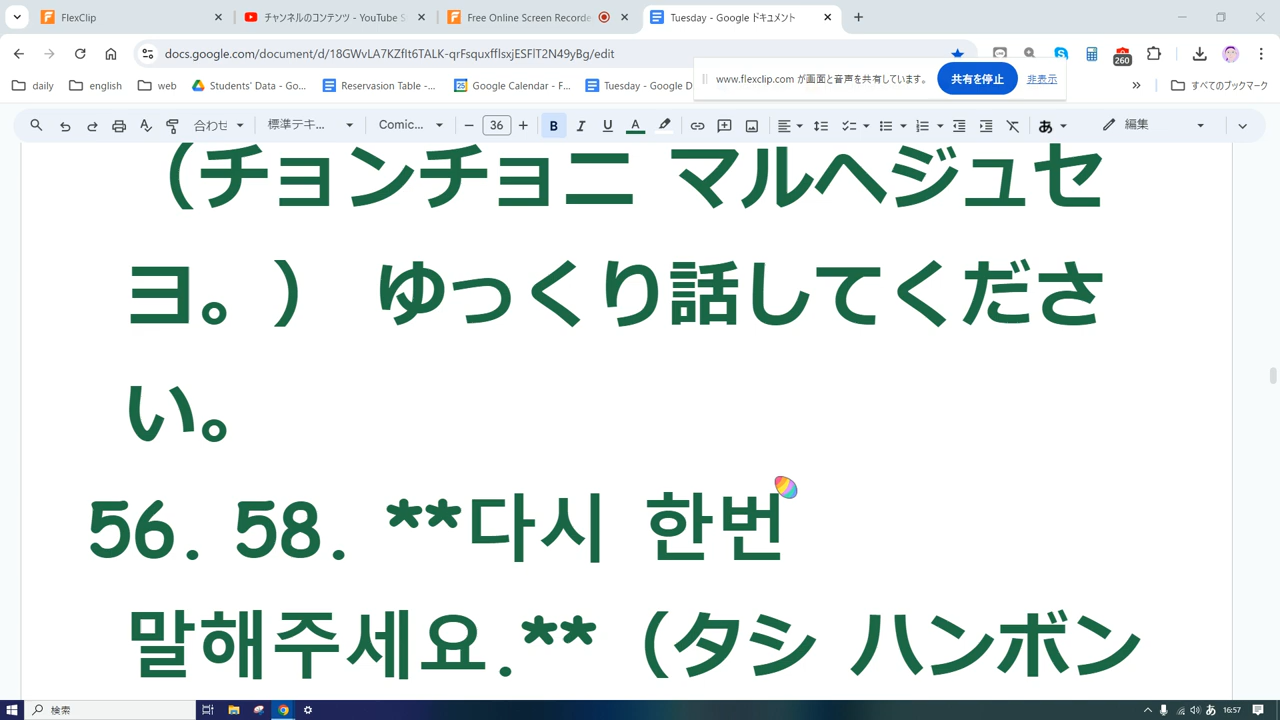 FlexClip
チャンネルのコンテンツ - YouTube
Free Online Screen Recorde
Tuesday - Google ドキュメント
docs.google.com/document/d/18GWvLA7KZflt6TALK-qrFsquxfflsxjESFlT2N49yBg/edit
260
daily
english
web
Students' Data - Go...
Reservasion Table -...
Google Calendar - F...
Tuesday - Google D
www.flexclip.com が画面と音声を共有しています。
共有を停止
非表示
すべてのブックマーク
合わせ
標準テキ...
Comic...
36
B
I
U
A
あ
編集
（チョンチョニ マルヘジュセ
ヨ。） ゆっくり話してくださ
い。
56. 58. **다시 한번
말해주세요.**（タシ ハンボン
検索
あ
16:57